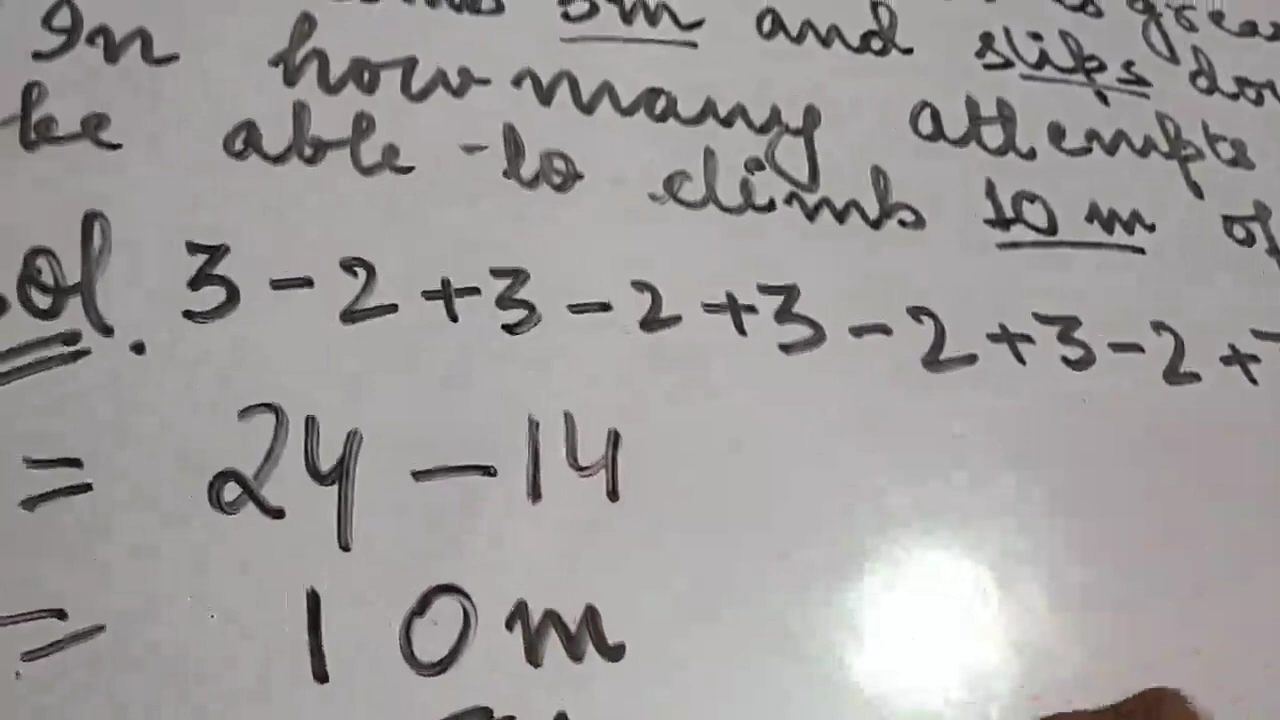 3m and slips
In how many attempts
be able to climb 10 m of
Sol. 3-2+3-2+3-2+3-2+
= 24-14
= 10m